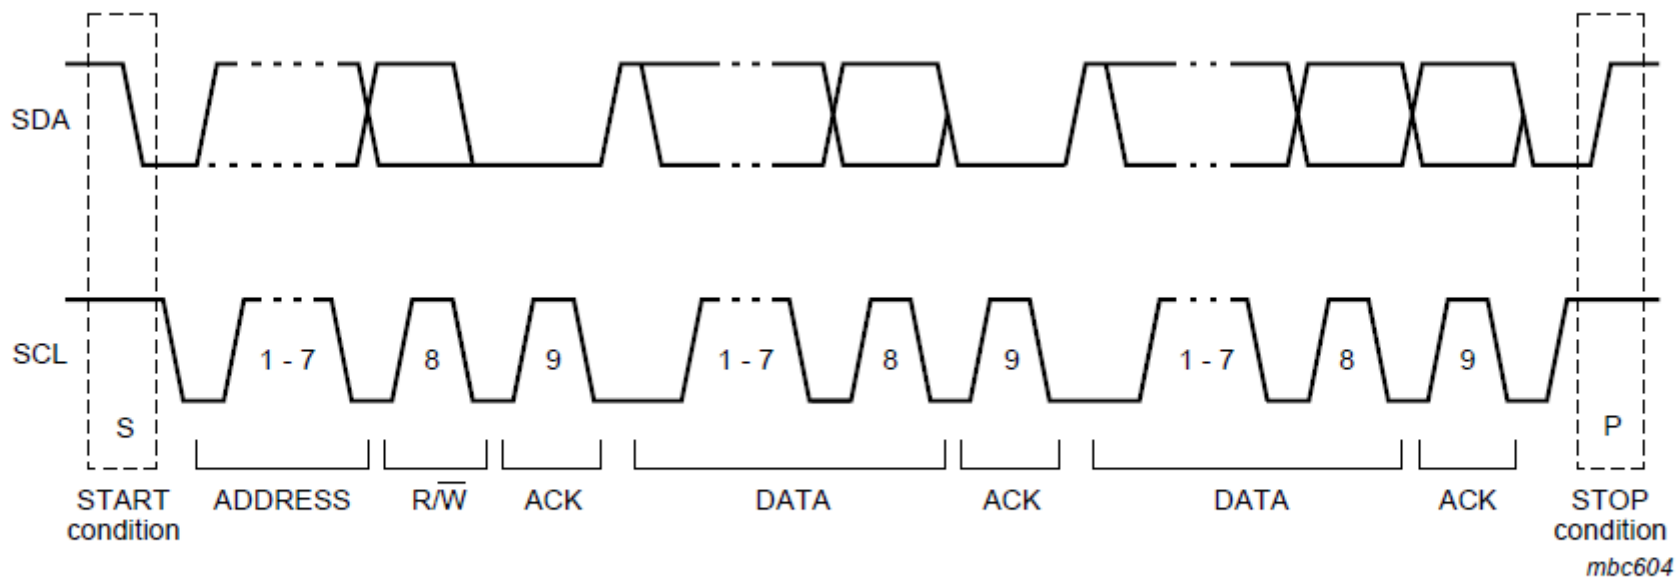 SDA
SCL
1 - 7
8
9
1 - 7
8
9
1 - 7
8
9
S
P
START
condition
ADDRESS
R/W̅
ACK
DATA
ACK
DATA
ACK
STOP
condition
mbc604